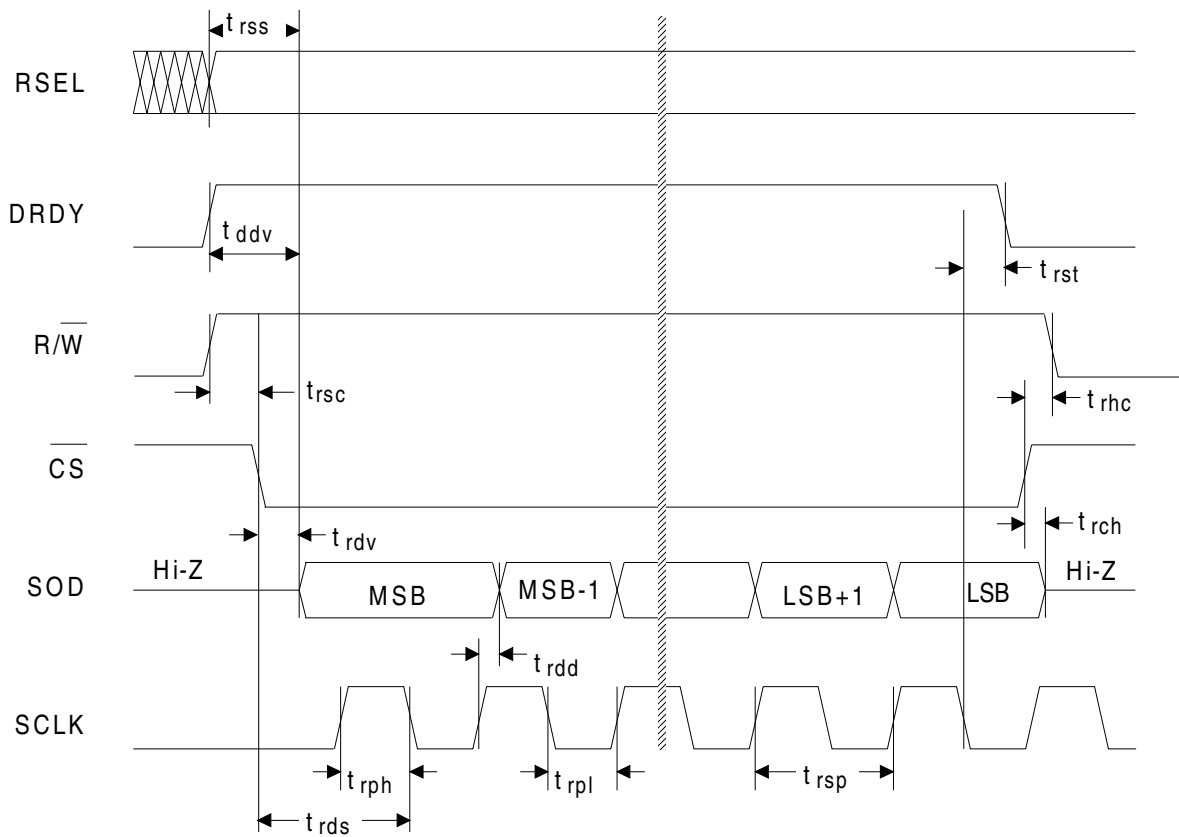 t rss
RSEL
DRDY
t ddv
t rst
R/W̅
t rsc
t rhc
C̅S̅
t rdv
t rch
SOD
Hi-Z
MSB
MSB-1
LSB+1
LSB
Hi-Z
t rdd
SCLK
t rph
t rpl
t rsp
t rds